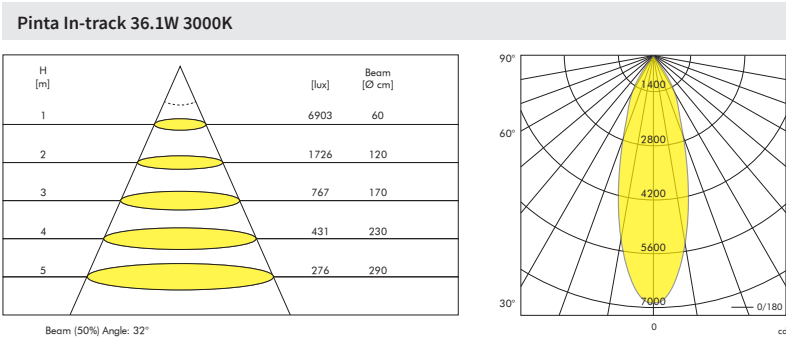 Pinta In-track 36.1W 3000K
H [m] [lux] Beam [Ø cm]
1 6903 60
2 1726 120
3 767 170
4 431 230
5 276 290
Beam (50%) Angle: 32°
90°
1400
60°
2800
4200
5600
30°
7000
0/180
0